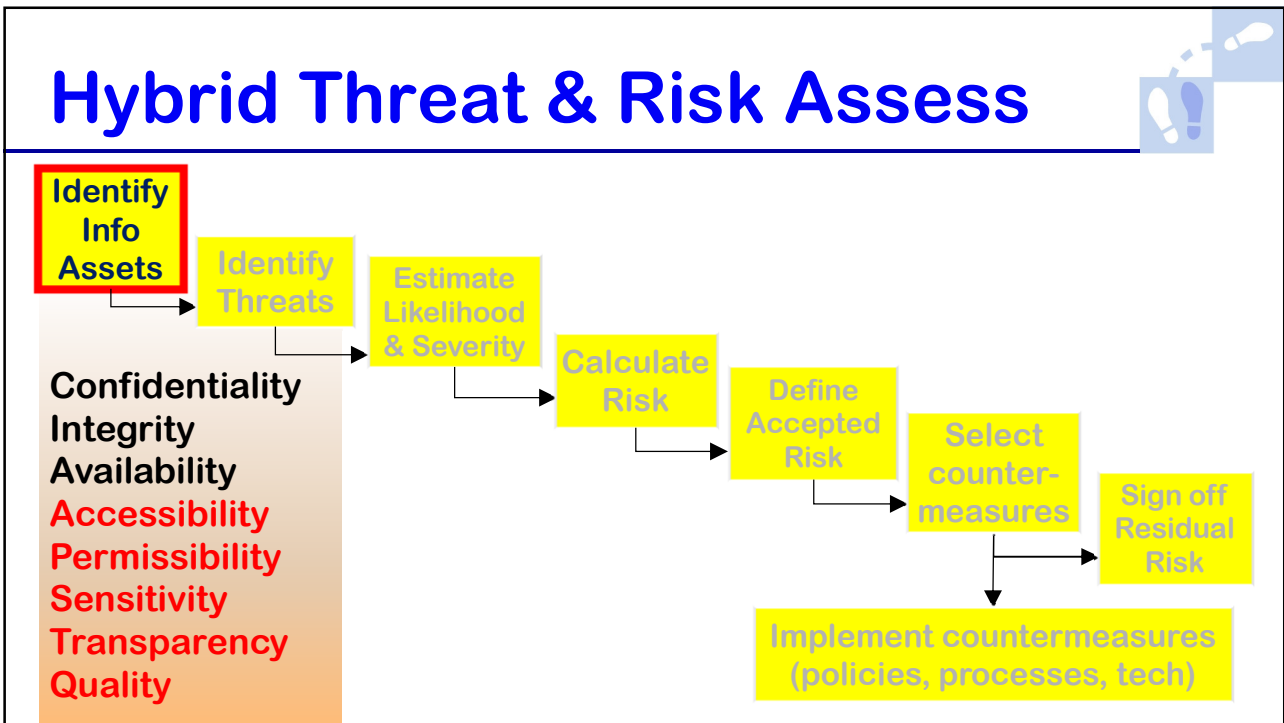 Hybrid Threat & Risk Assess
Identify
Info
Assets
Identify
Threats
Estimate
Likelihood
& Severity
Calculate
Risk
Define
Accepted
Risk
Select
counter-
measures
Sign off
Residual
Risk
Implement countermeasures
(policies, processes, tech)
Confidentiality
Integrity
Availability
Accessibility
Permissibility
Sensitivity
Transparency
Quality